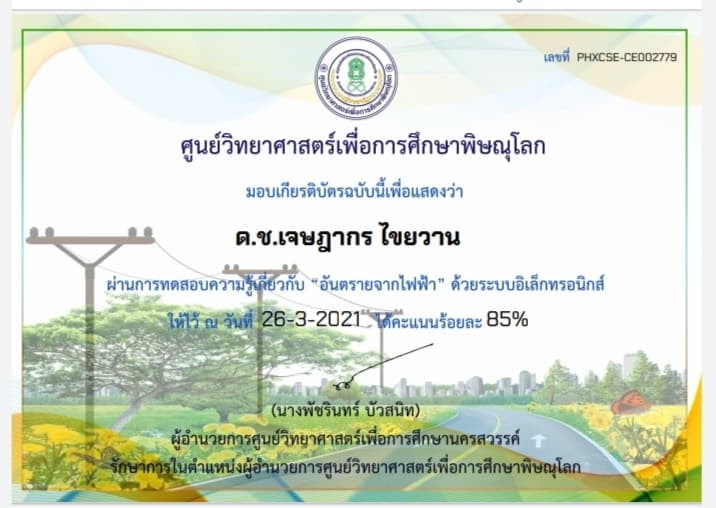 เลขที่ PHXCSE-CE002779
ศูนย์วิทยาศาสตร์เพื่อการศึกษาพิษณุโลก
มอบเกียรติบัตรฉบับนี้เพื่อแสดงว่า
ด.ช.เจษฎากร ไขยวาน
ผ่านการทดสอบความรู้เกี่ยวกับ “อันตรายจากไฟฟ้า” ด้วยระบบอิเล็กทรอนิกส์
ให้ไว้ ณ วันที่ 26-3-2021 ได้คะแนนร้อยละ 85%
(นางพัชรินทร์ บัวสนิท)
ผู้อำนวยการศูนย์วิทยาศาสตร์เพื่อการศึกษานครสวรรค์
รักษาการในตำแหน่งผู้อำนวยการศูนย์วิทยาศาสตร์เพื่อการศึกษาพิษณุโลก